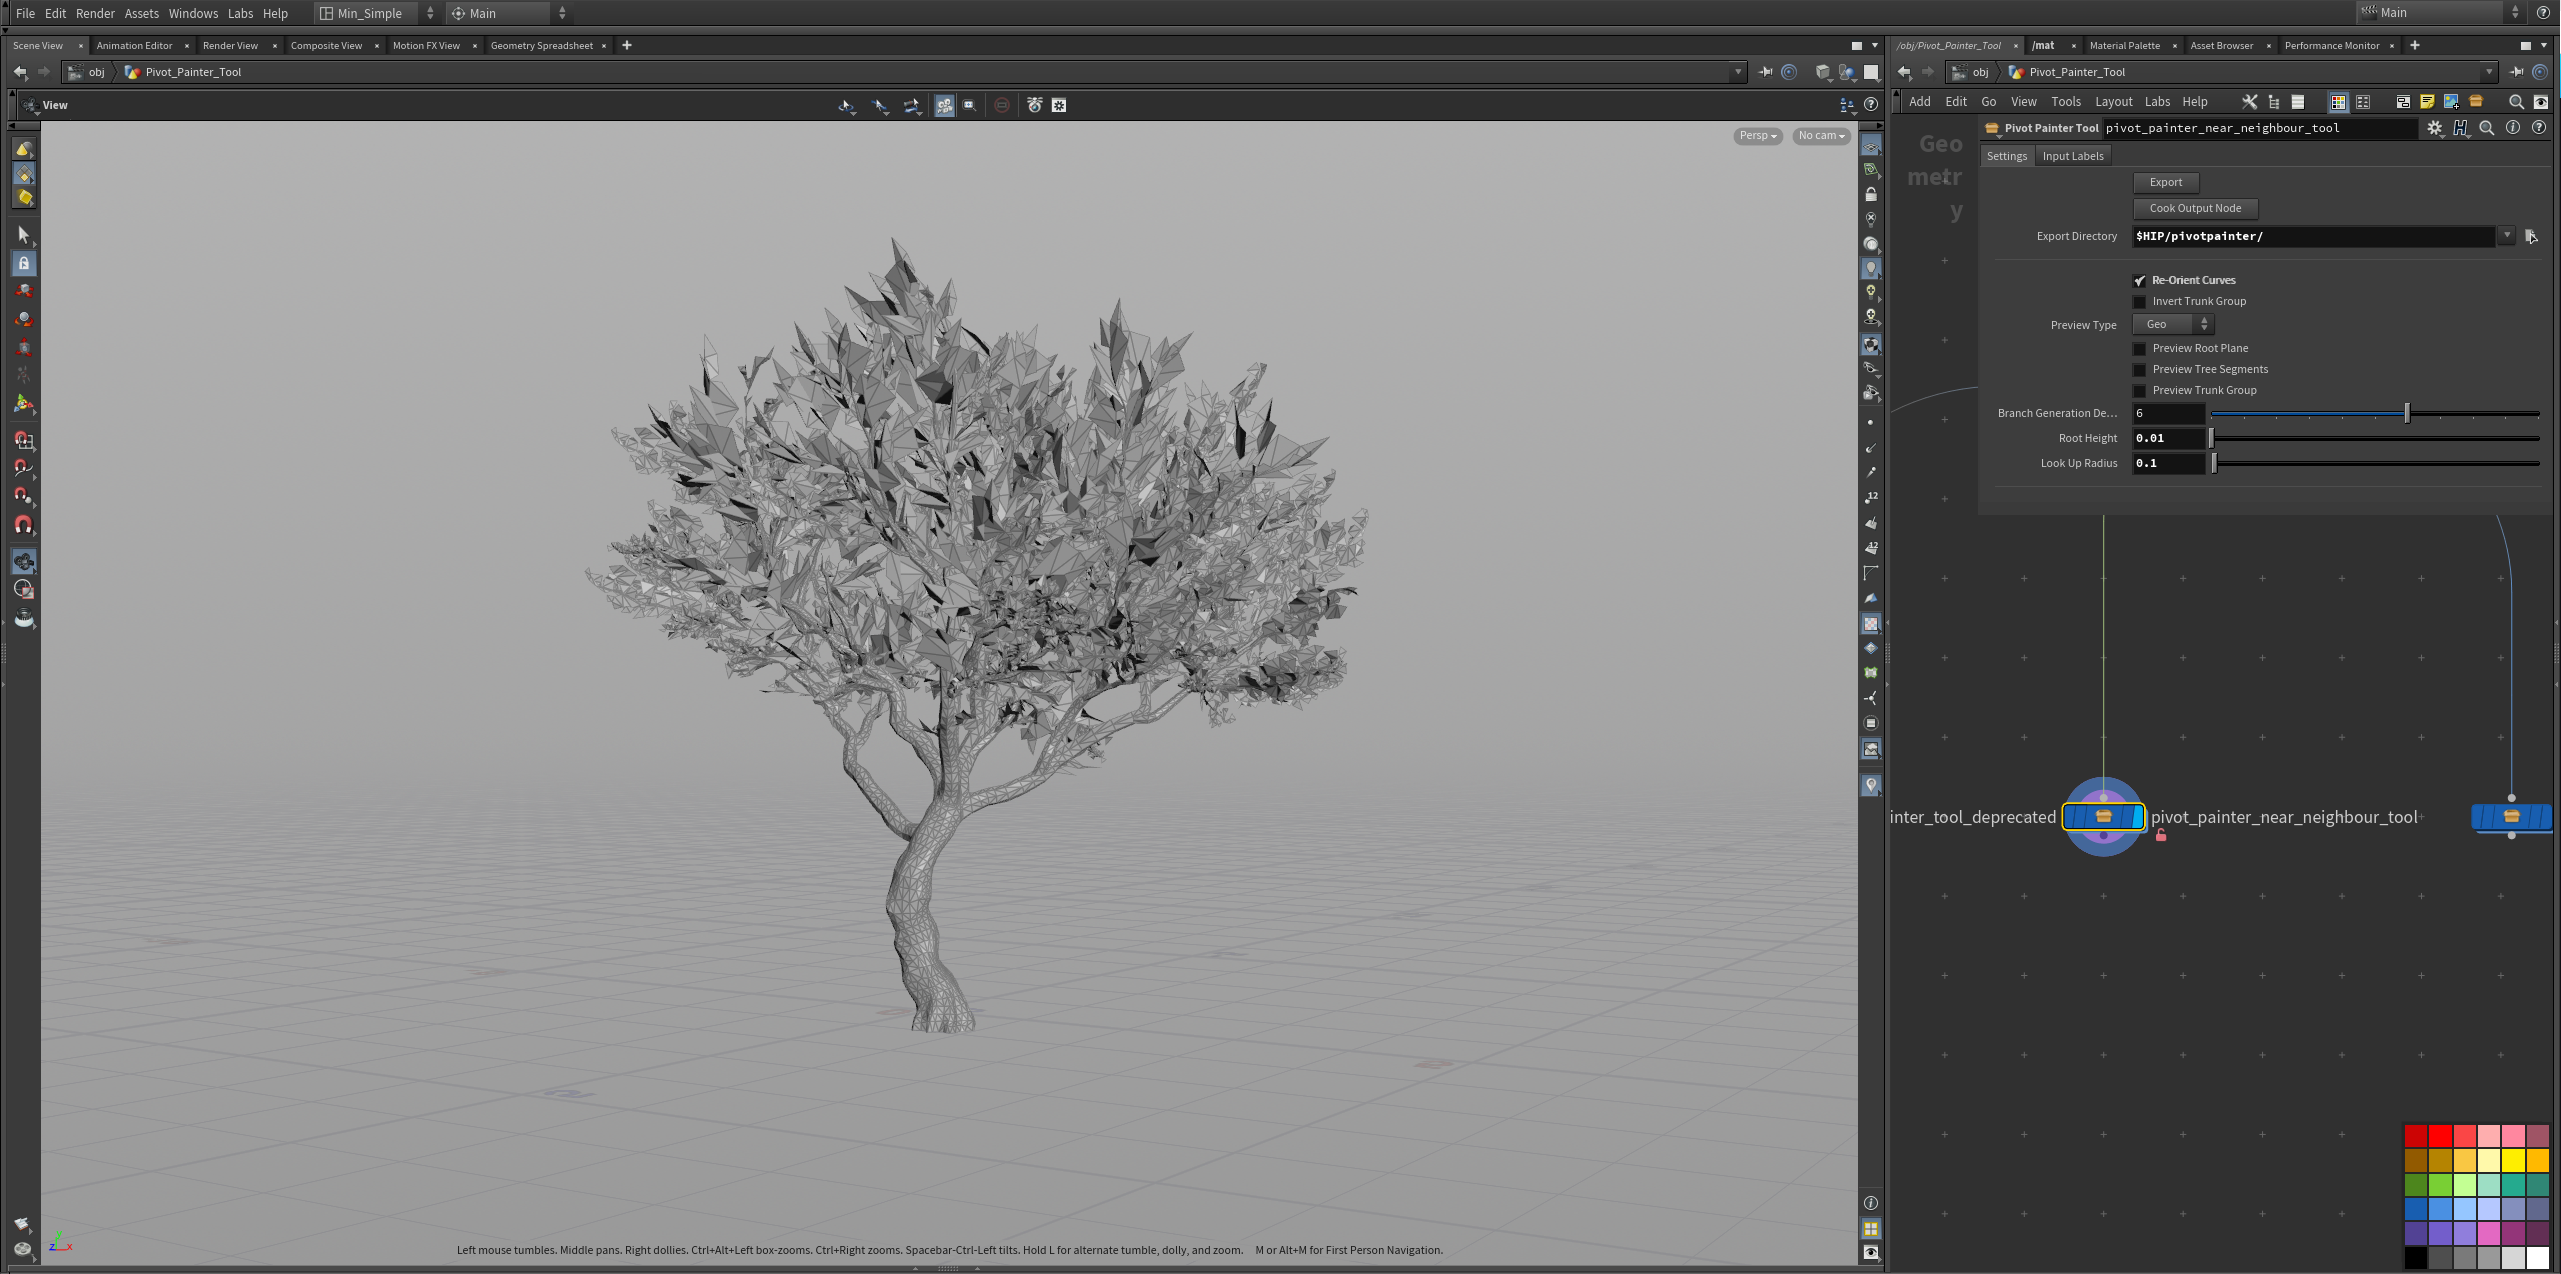 File Edit Render Assets Windows Labs Help Min_Simple Main Main
Scene View Animation Editor Render View Composite View Motion FX View Geometry Spreadsheet
/obj/Pivot_Painter_Tool /mat Material Palette Asset Browser Performance Monitor
obj Pivot_Painter_Tool
obj Pivot_Painter_Tool
View
Add Edit Go View Tools Layout Labs Help
Persp No cam
Geo
metr
y
Pivot Painter Tool pivot_painter_near_neighbour_tool
Settings Input Labels
Export
Cook Output Node
Export Directory $HIP/pivotpainter/
Re-Orient Curves
Invert Trunk Group
Preview Type Geo
Preview Root Plane
Preview Tree Segments
Preview Trunk Group
Branch Generation De... 6
Root Height 0.01
Look Up Radius 0.1
12
12
inter_tool_deprecated pivot_painter_near_neighbour_tool
z x
Left mouse tumbles. Middle pans. Right dollies. Ctrl+Alt+Left box-zooms. Ctrl+Right zooms. Spacebar-Ctrl-Left tilts. Hold L for alternate tumble, dolly, and zoom. M or Alt+M for First Person Navigation.